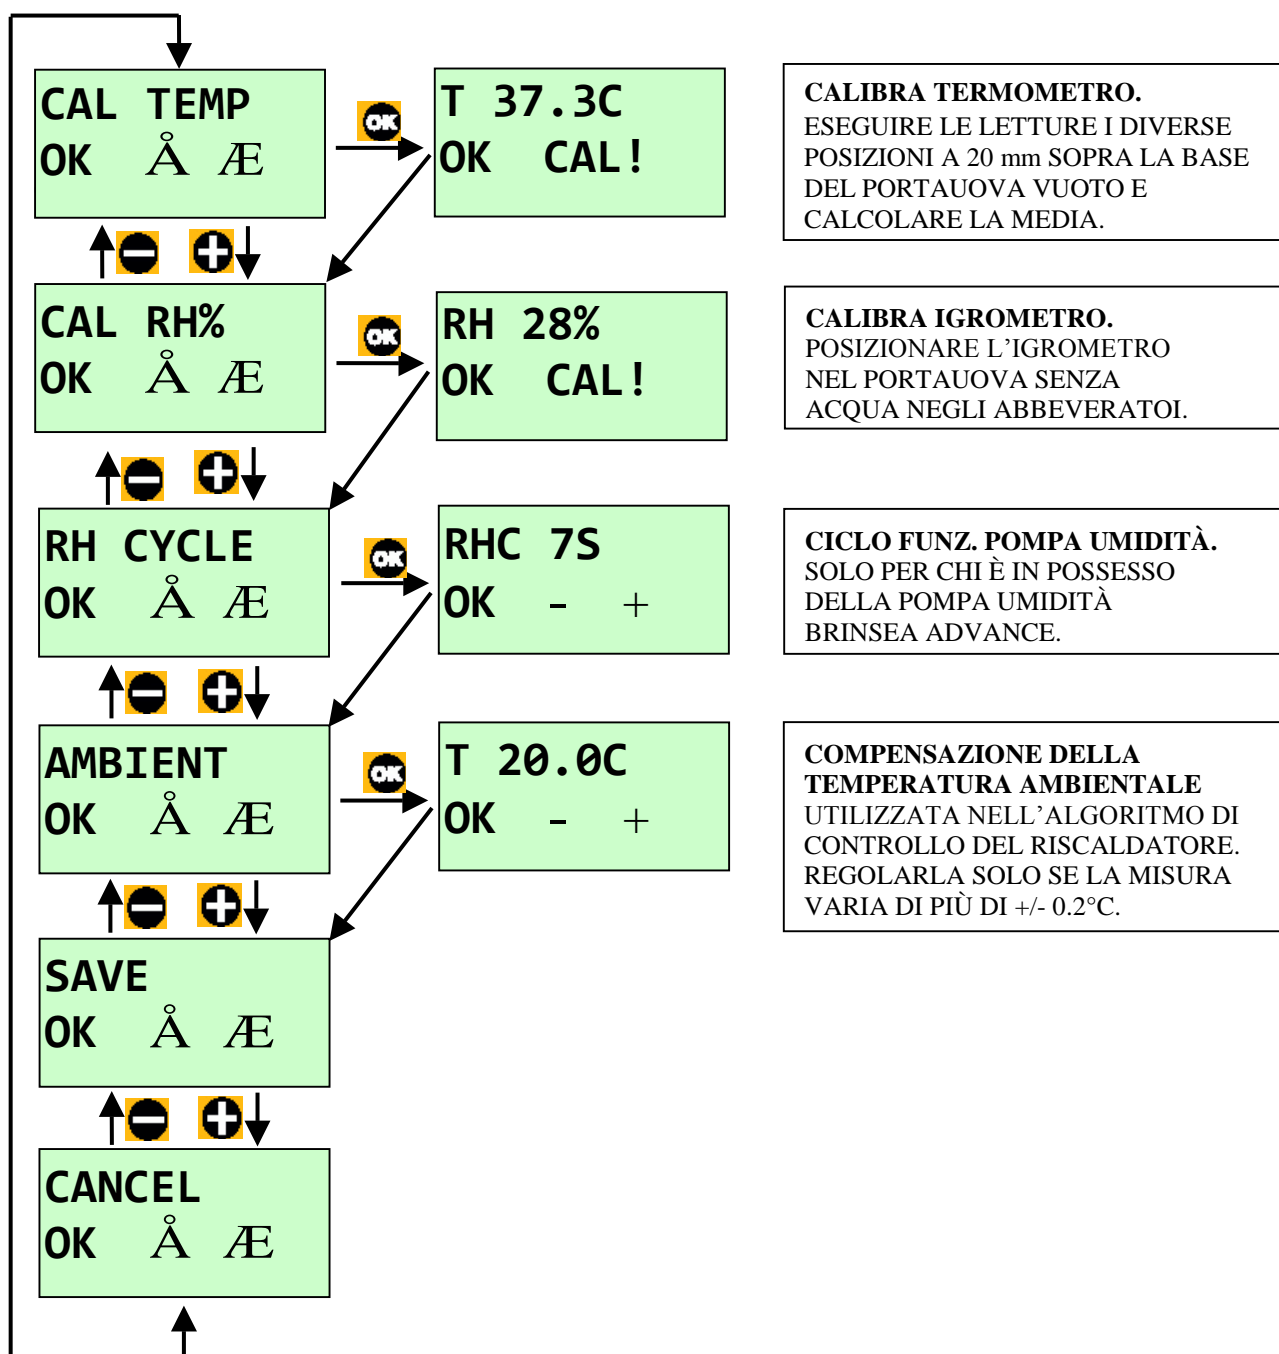 CAL TEMP
OK Å Æ
OK
T 37.3C
OK CAL!
CALIBRA TERMOMETRO.
ESEGUIRE LE LETTURE I DIVERSE
POSIZIONI A 20 mm SOPRA LA BASE
DEL PORTAUOVA VUOTO E
CALCOLARE LA MEDIA.
CAL RH%
OK Å Æ
OK
RH 28%
OK CAL!
CALIBRA IGROMETRO.
POSIZIONARE L'IGROMETRO
NEL PORTAUOVA SENZA
ACQUA NEGLI ABBEVERATOI.
RH CYCLE
OK Å Æ
OK
RHC 7S
OK - +
CICLO FUNZ. POMPA UMIDITÀ.
SOLO PER CHI È IN POSSESSO
DELLA POMPA UMIDITÀ
BRINSEA ADVANCE.
AMBIENT
OK Å Æ
OK
T 20.0C
OK - +
COMPENSAZIONE DELLA
TEMPERATURA AMBIENTALE
UTILIZZATA NELL'ALGORITMO DI
CONTROLLO DEL RISCALDATORE.
REGOLARLA SOLO SE LA MISURA
VARIA DI PIÙ DI +/- 0.2°C.
SAVE
OK Å Æ
CANCEL
OK Å Æ